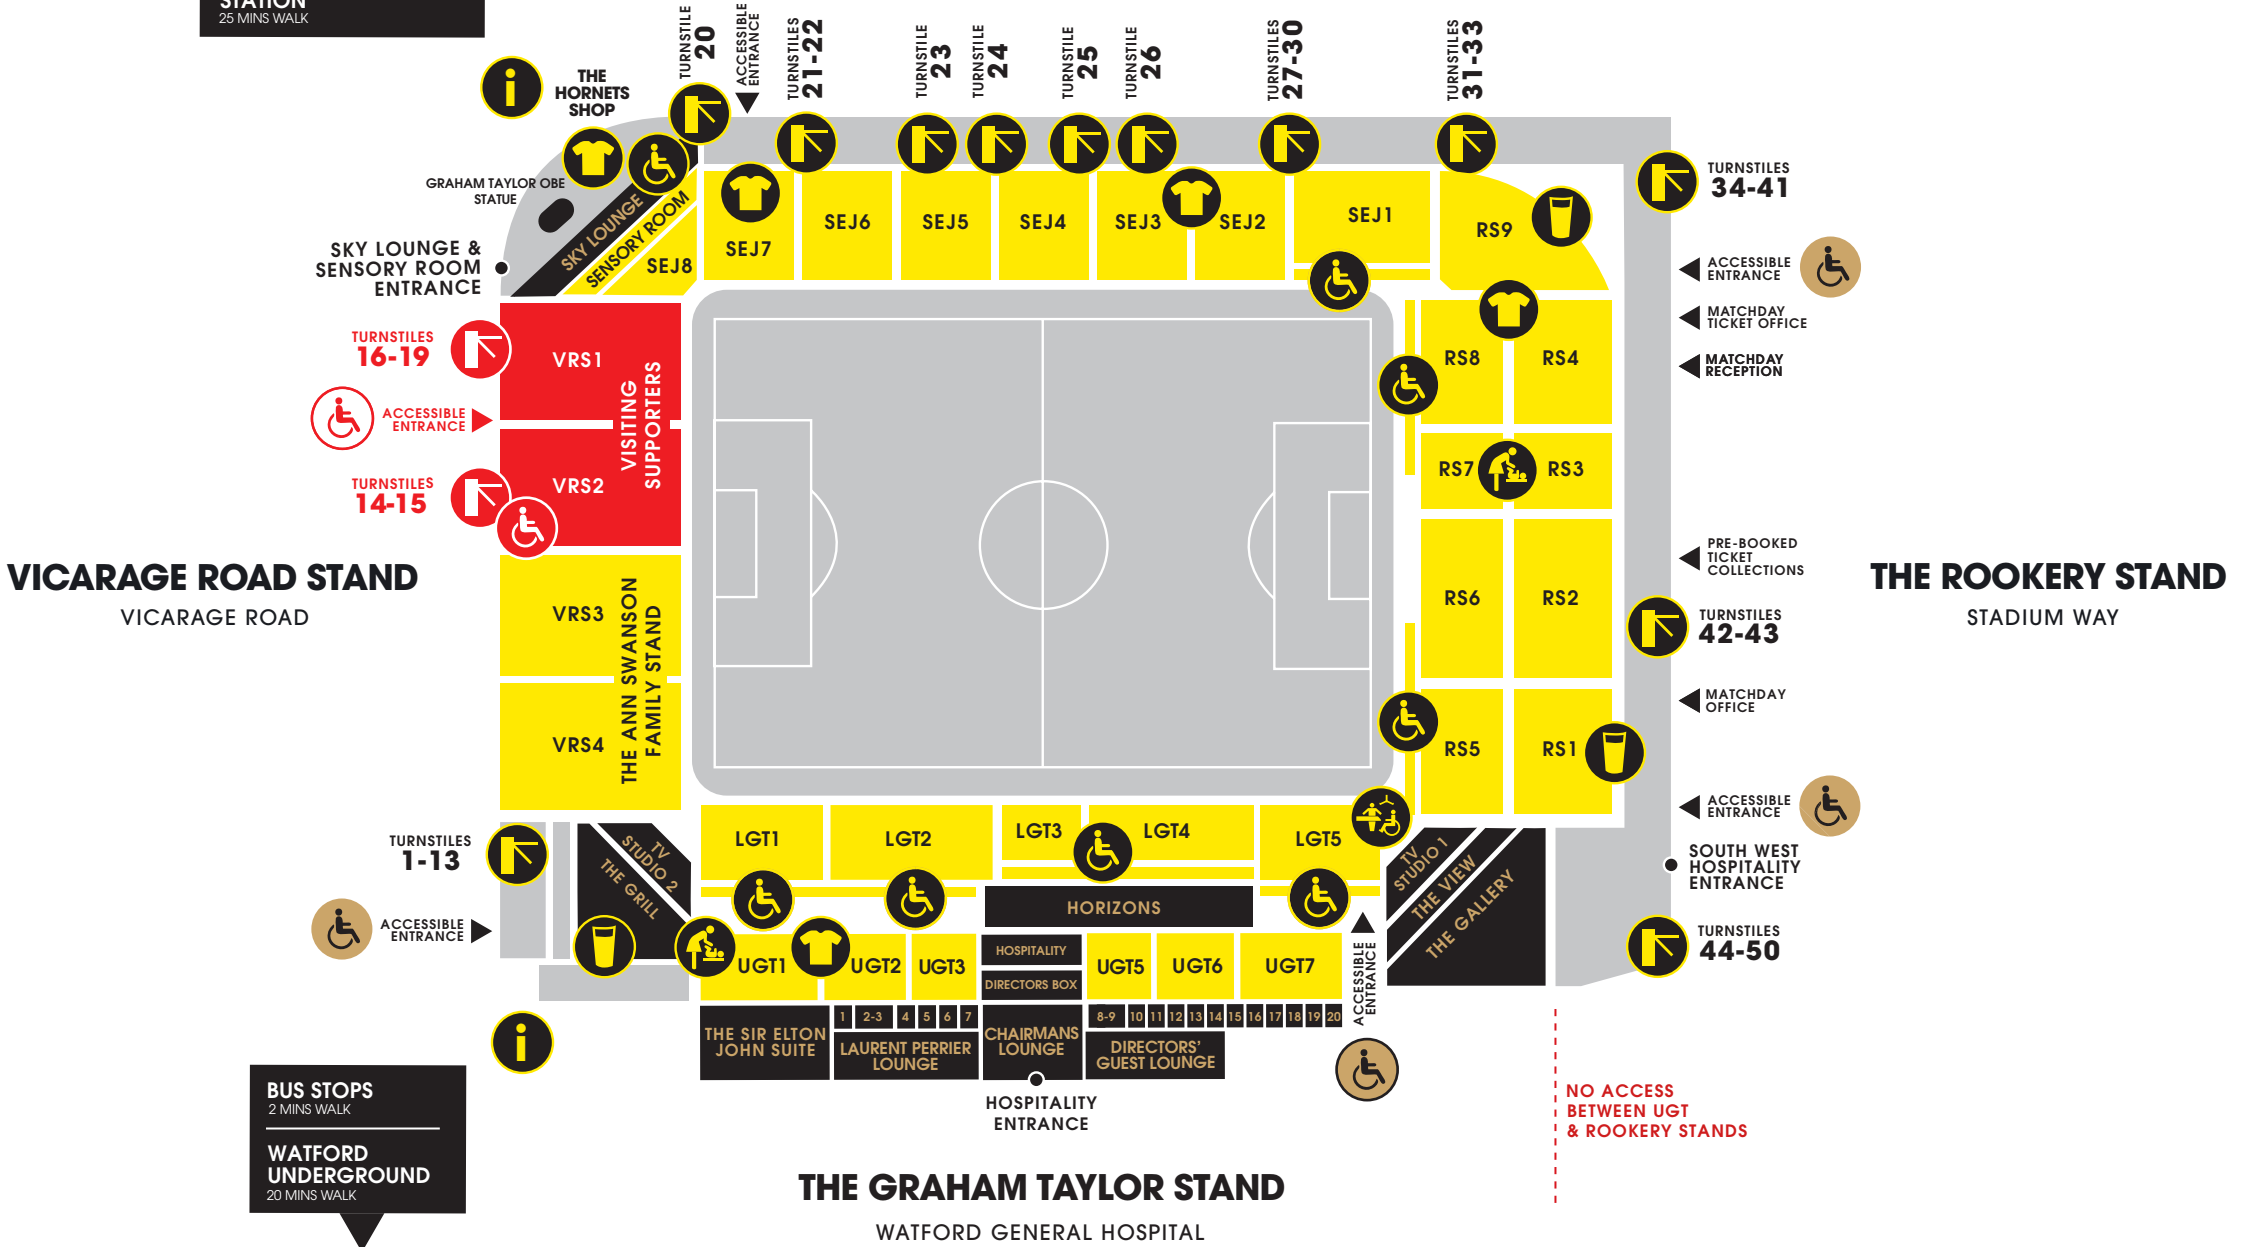 STATION
25 MINS WALK
TURNSTILE
20
ACCESSIBLE
ENTRANCE
TURNSTILES
21-22
TURNSTILE
23
TURNSTILE
24
TURNSTILE
25
TURNSTILE
26
TURNSTILES
27-30
TURNSTILES
31-33
THE
HORNETS
SHOP
GRAHAM TAYLOR OBE
STATUE
SKY LOUNGE &
SENSORY ROOM
ENTRANCE
SKY LOUNGE
SENSORY ROOM
SEJ8
SEJ7
SEJ6
SEJ5
SEJ4
SEJ3
SEJ2
SEJ1
RS9
TURNSTILES
34-41
ACCESSIBLE
ENTRANCE
MATCHDAY
TICKET OFFICE
MATCHDAY
RECEPTION
TURNSTILES
16-19
ACCESSIBLE
ENTRANCE
TURNSTILES
14-15
VRS1
VRS2
VISITING
SUPPORTERS
RS8
RS4
RS7
RS3
RS6
RS2
RS5
RS1
VICARAGE ROAD STAND
VICARAGE ROAD
VRS3
VRS4
THE ANN SWANSON
FAMILY STAND
PRE-BOOKED
TICKET
COLLECTIONS
TURNSTILES
42-43
MATCHDAY
OFFICE
THE ROOKERY STAND
STADIUM WAY
ACCESSIBLE
ENTRANCE
SOUTH WEST
HOSPITALITY
ENTRANCE
TURNSTILES
44-50
TURNSTILES
1-13
ACCESSIBLE
ENTRANCE
TV
STUDIO 2
THE GRILL
LGT1
LGT2
LGT3
LGT4
LGT5
TV
STUDIO 1
THE VIEW
THE GALLERY
HORIZONS
UGT1
UGT2
UGT3
HOSPITALITY
DIRECTORS BOX
UGT5
UGT6
UGT7
ACCESSIBLE
ENTRANCE
1
2-3
4
5
6
7
8-9
10
11
12
13
14
15
16
17
18
19
20
THE SIR ELTON
JOHN SUITE
LAURENT PERRIER
LOUNGE
CHAIRMANS
LOUNGE
DIRECTORS'
GUEST LOUNGE
HOSPITALITY
ENTRANCE
NO ACCESS
BETWEEN UGT
& ROOKERY STANDS
BUS STOPS
2 MINS WALK
WATFORD
UNDERGROUND
20 MINS WALK
THE GRAHAM TAYLOR STAND
WATFORD GENERAL HOSPITAL